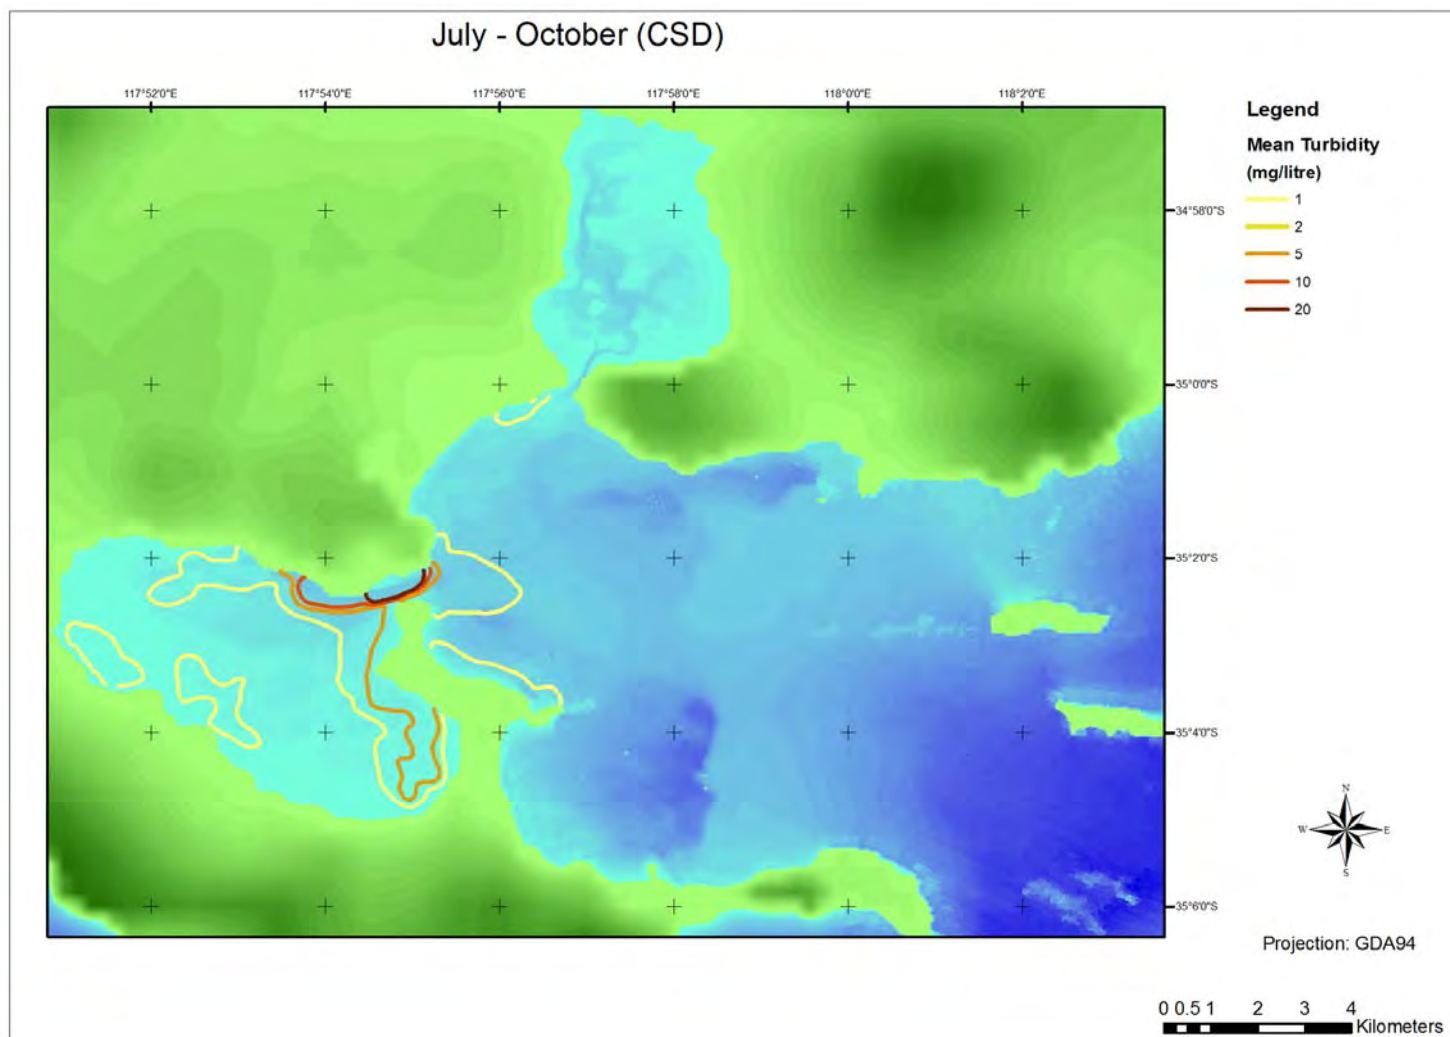 July - October (CSD)
117°52'0"E 117°54'0"E 117°56'0"E 117°58'0"E 118°0'0"E 118°2'0"E
Legend
Mean Turbidity
(mg/litre)
1
2
5
10
20
34°58'0"S
35°0'0"S
35°2'0"S
35°4'0"S
35°6'0"S
N
W E
S
Projection: GDA94
0 0.5 1 2 3 4
Kilometers